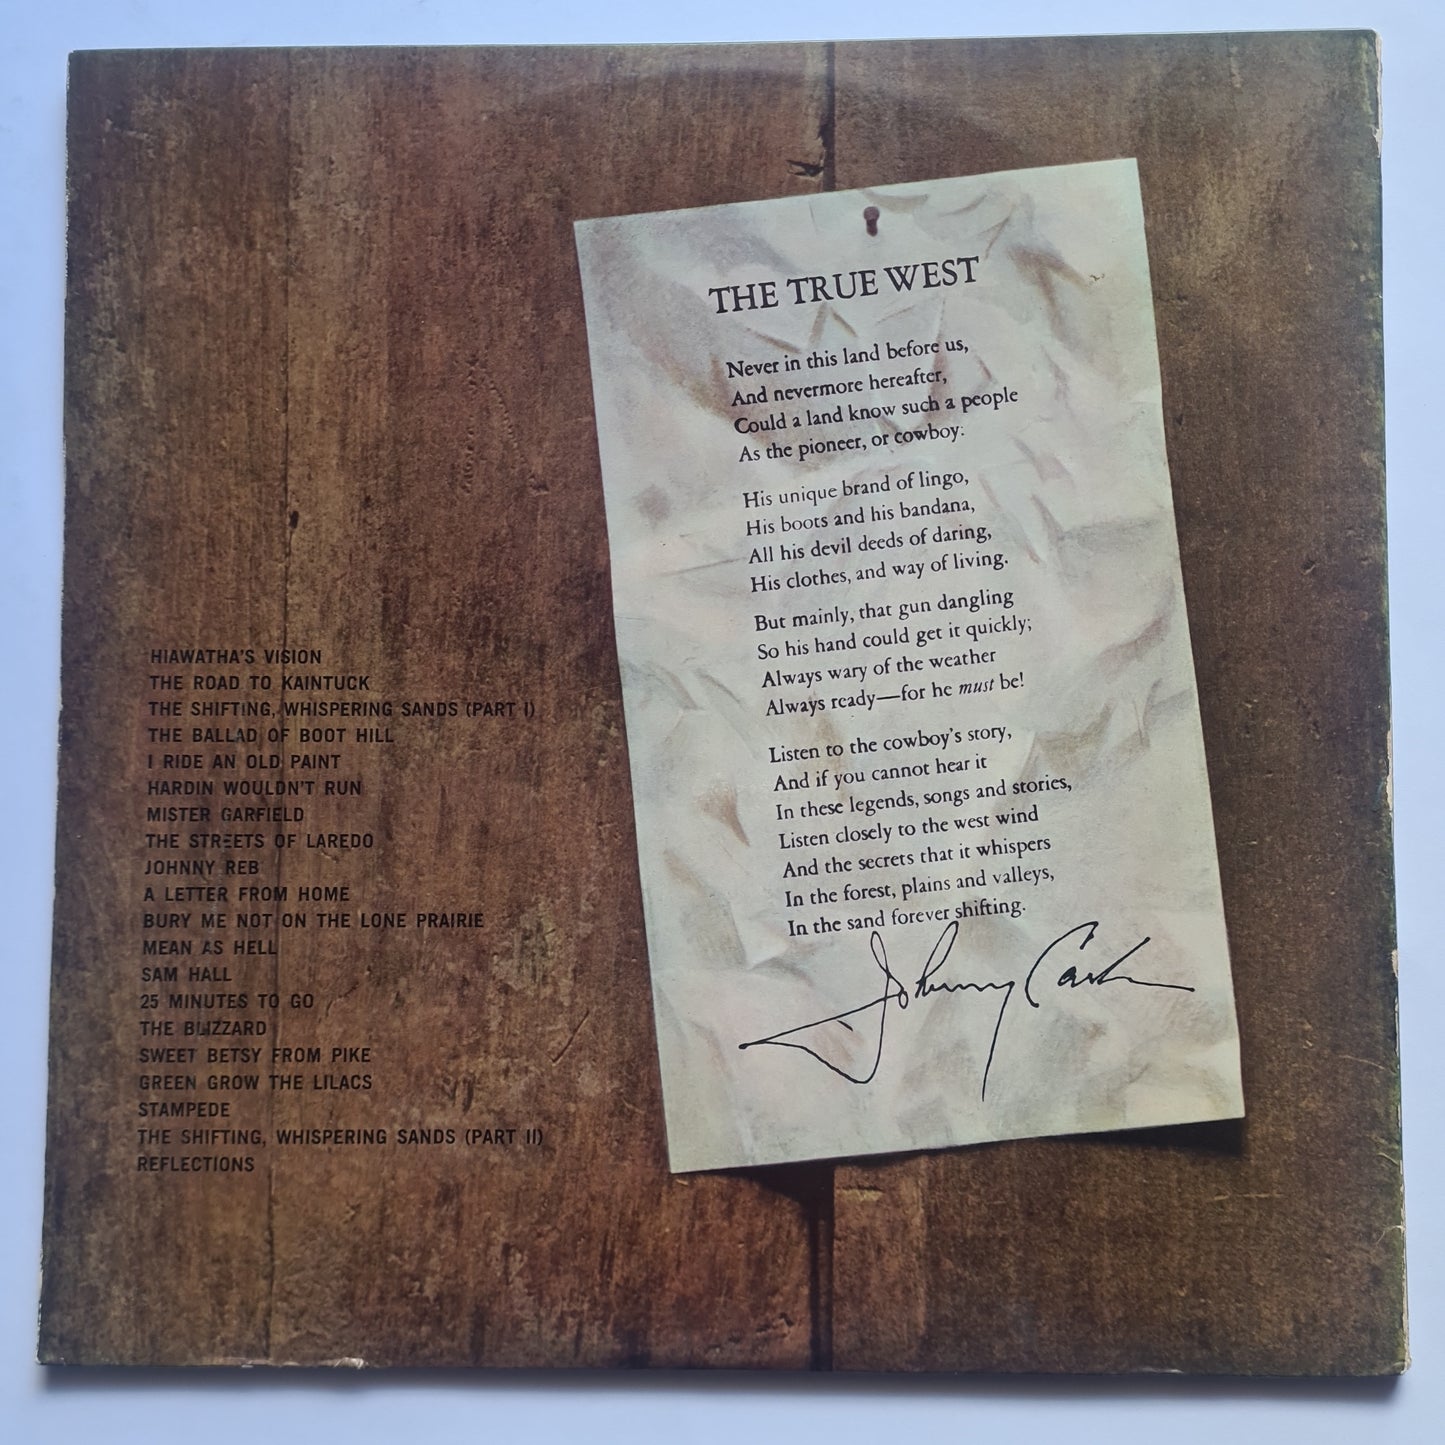 THE TRUE WEST
Never in this land before us,
And nevermore hereafter,
Could a land know such a people
As the pioneer, or cowboy:
His unique brand of lingo,
His boots and his bandana,
All his devil deeds of daring,
His clothes, and way of living.
But mainly, that gun dangling
So his hand could get it quickly;
Always wary of the weather
Always ready—for he must be!
Listen to the cowboy's story,
And if you cannot hear it
In these legends, songs and stories,
Listen closely to the west wind
And the secrets that it whispers
In the forest, plains and valleys,
In the sand forever shifting.
Johnny Cash
HIAWATHA'S VISION
THE ROAD TO KAINTUCK
THE SHIFTING, WHISPERING SANDS (PART I)
THE BALLAD OF BOOT HILL
I RIDE AN OLD PAINT
HARDIN WOULDN'T RUN
MISTER GARFIELD
THE STREETS OF LAREDO
JOHNNY REB
A LETTER FROM HOME
BURY ME NOT ON THE LONE PRAIRIE
MEAN AS HELL
SAM HALL
25 MINUTES TO GO
THE BLIZZARD
SWEET BETSY FROM PIKE
GREEN GROW THE LILACS
STAMPEDE
THE SHIFTING, WHISPERING SANDS (PART II)
REFLECTIONS